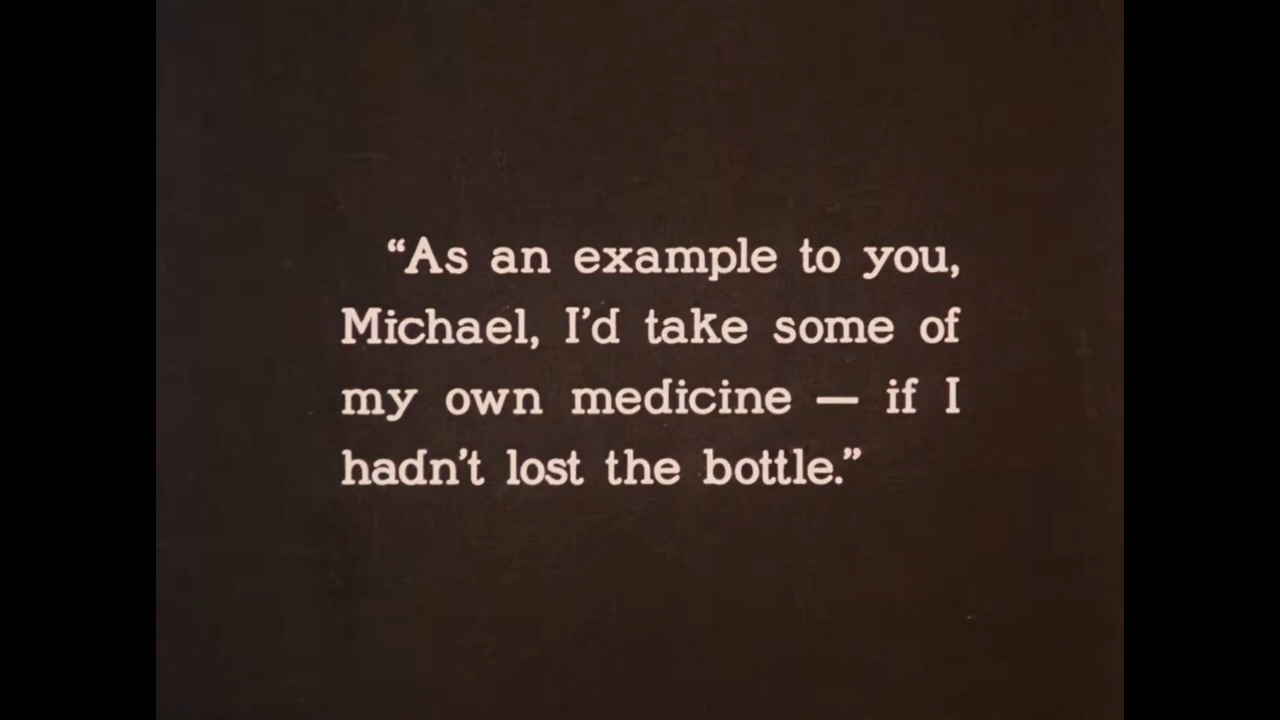 “As an example to you,
Michael, I’d take some of
my own medicine — if I
hadn’t lost the bottle.”